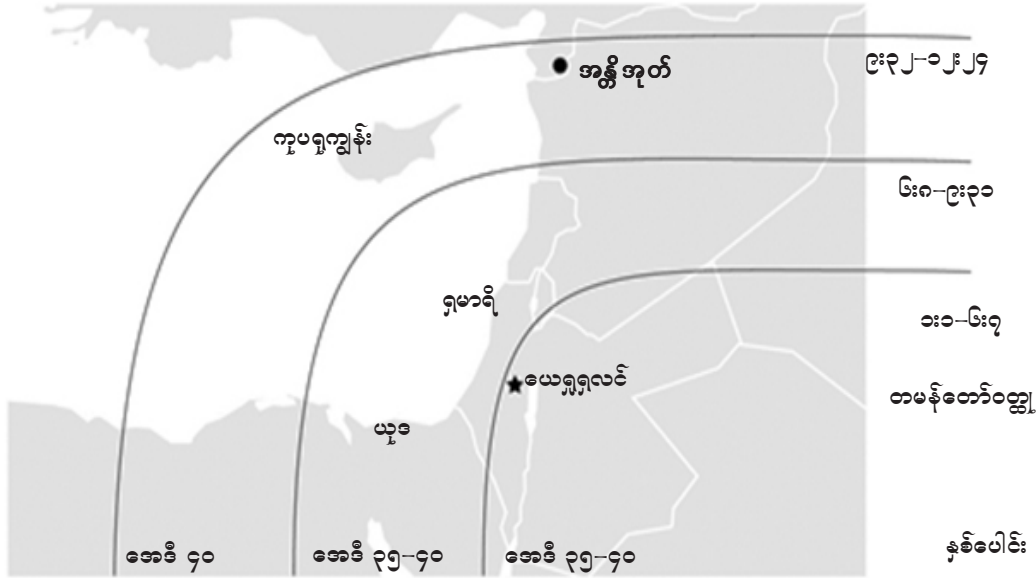 ၉း၃၂–၁၂း၂၄
အန္တိအုတ်
ကုပရုကျွန်း
၆း၈–၉း၃၁
ရှမာရိ
၁း၁–၆း၇
ယေရှုရှလင်
တမန်တော်ဝတ္ထု
ယုဒ
အေဒီ ၄၀
အေဒီ ၃၅–၄၀
အေဒီ ၃၅–၄၀
နှစ်ပေါင်း